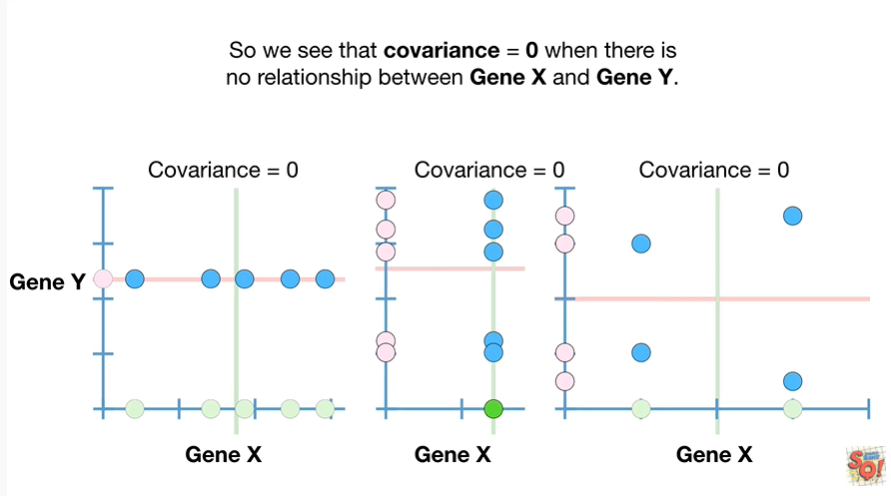 So we see that covariance = 0 when there is
no relationship between Gene X and Gene Y.
Covariance = 0
Covariance = 0
Covariance = 0
Gene Y
Gene X
Gene X
Gene X
SQ!